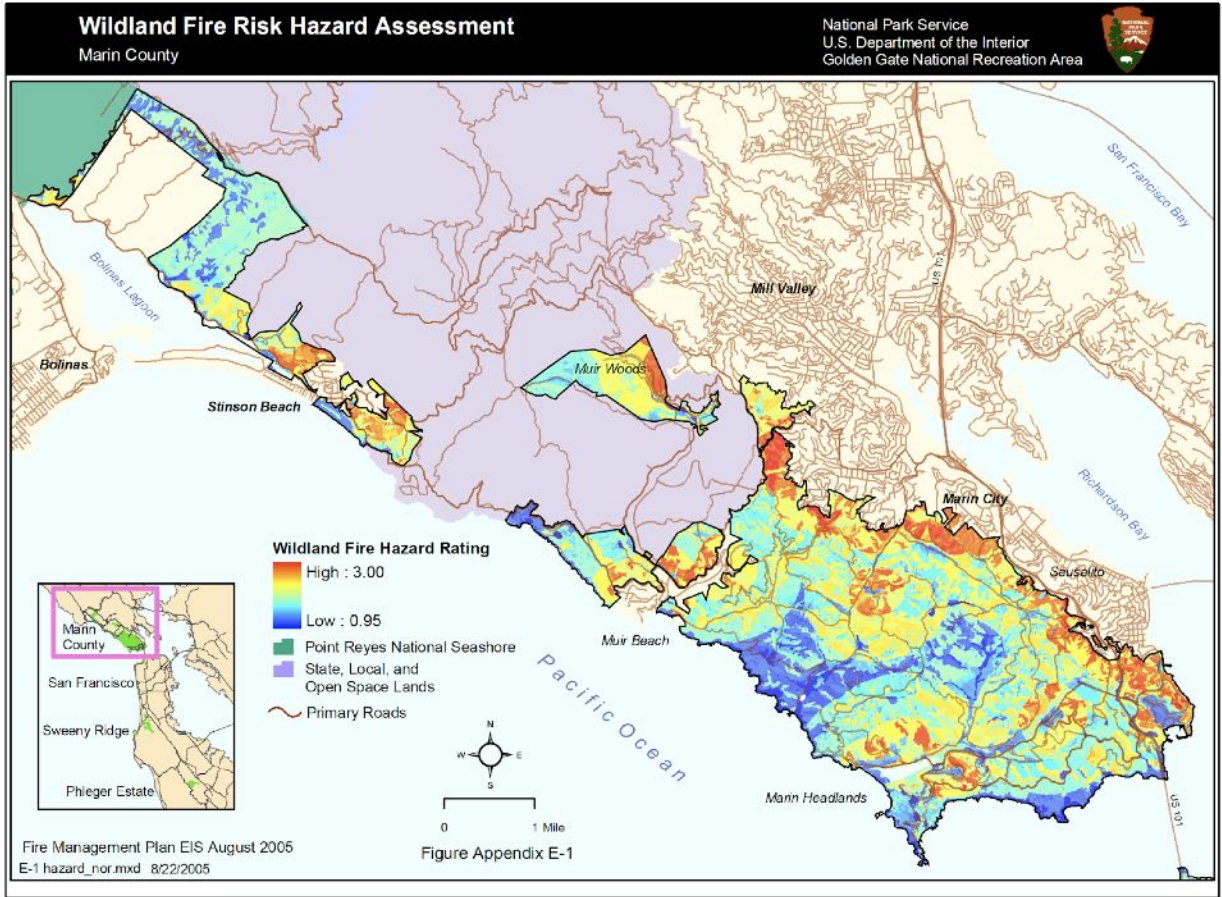 Wildland Fire Risk Hazard Assessment
Marin County
National Park Service
U.S. Department of the Interior
Golden Gate National Recreation Area
NATIONAL
PARK
SERVICE
San Francisco Bay
US 101
Mill Valley
Bolinas Lagoon
Bolinas
Muir Woods
Stinson Beach
Marin City
Richardson Bay
Sausalito
Muir Beach
Pacific Ocean
Marin Headlands
US 101
Wildland Fire Hazard Rating
High : 3.00
Low : 0.95
Point Reyes National Seashore
State, Local, and
Open Space Lands
Primary Roads
Marin
County
San Francisco
Sweeny Ridge
Phleger Estate
N
W E
S
0 1 Mile
Figure Appendix E-1
Fire Management Plan EIS August 2005
E-1 hazard_nor.mxd 8/22/2005